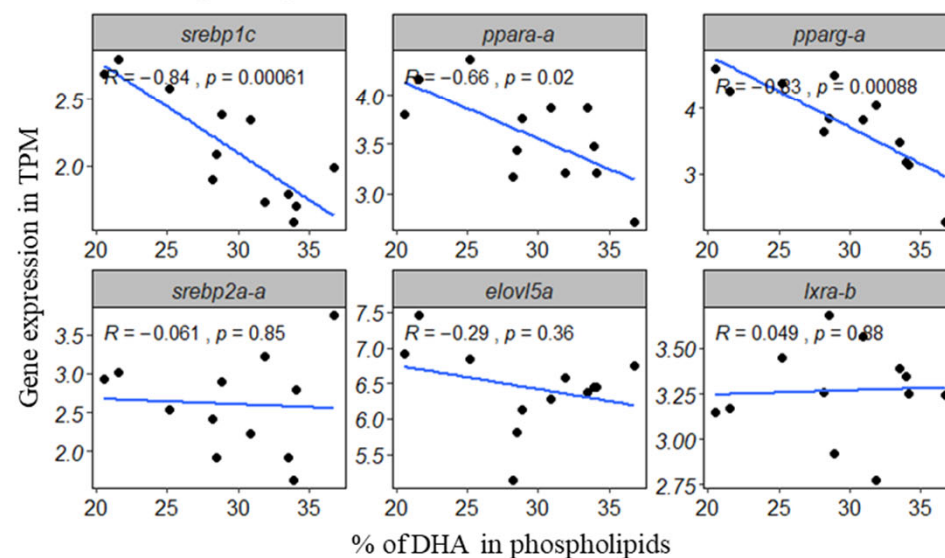 srebp1c ppara-a pparg-a
R = −0.84 , p = 0.00061 R = −0.66 , p = 0.02 R = −0.83 , p = 0.00088
2.5 2.0
4.0 3.5 3.0
4 3
20 25 30 35 20 25 30 35 20 25 30 35
srebp2a-a elovl5a lxra-b
R = −0.061 , p = 0.85 R = −0.29 , p = 0.36 R = 0.049 , p = 0.88
3.5 3.0 2.5 2.0
7.5 7.0 6.5 6.0 5.5
3.50 3.25 3.00 2.75
20 25 30 35 20 25 30 35 20 25 30 35
Gene expression in TPM
% of DHA in phospholipids